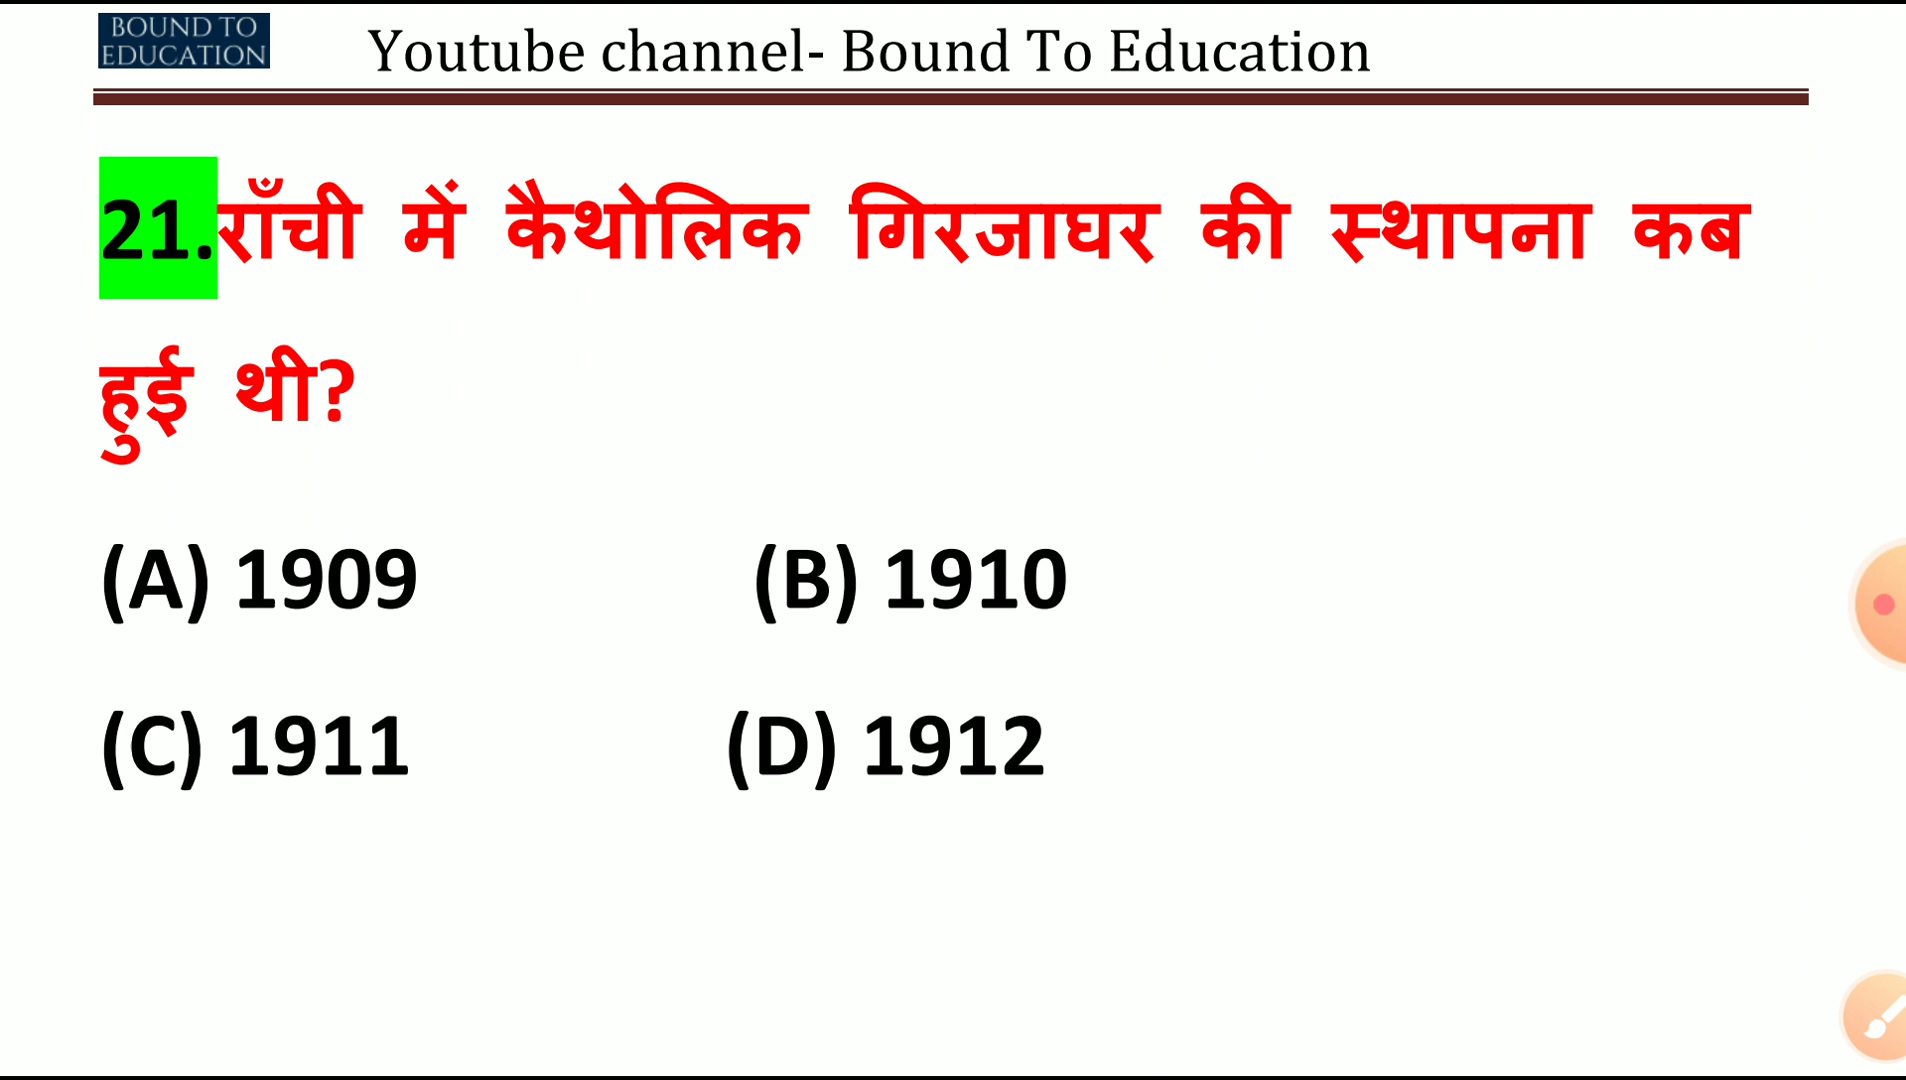 BOUND TO
EDUCATION
Youtube channel- Bound To Education
21.राँची में कैथोलिक गिरजाघर की स्थापना कब
हुई थी?
(A) 1909 (B) 1910
(C) 1911 (D) 1912